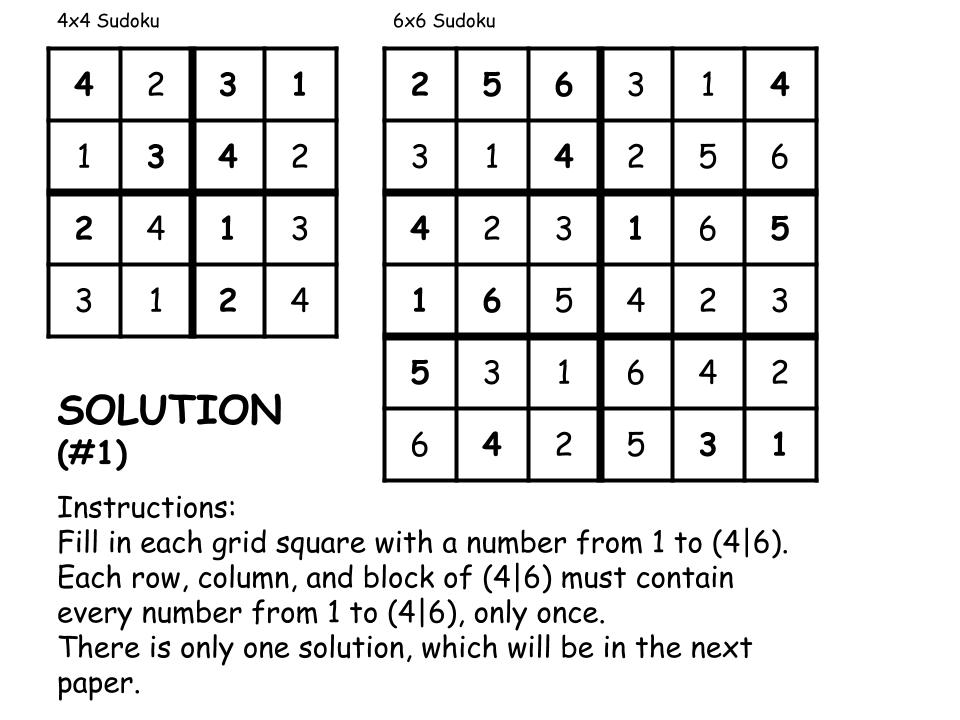 4x4 Sudoku
4 2 3 1
1 3 4 2
2 4 1 3
3 1 2 4
6x6 Sudoku
2 5 6 3 1 4
3 1 4 2 5 6
4 2 3 1 6 5
1 6 5 4 2 3
5 3 1 6 4 2
6 4 2 5 3 1
SOLUTION
(#1)
Instructions:
Fill in each grid square with a number from 1 to (4|6).
Each row, column, and block of (4|6) must contain
every number from 1 to (4|6), only once.
There is only one solution, which will be in the next
paper.